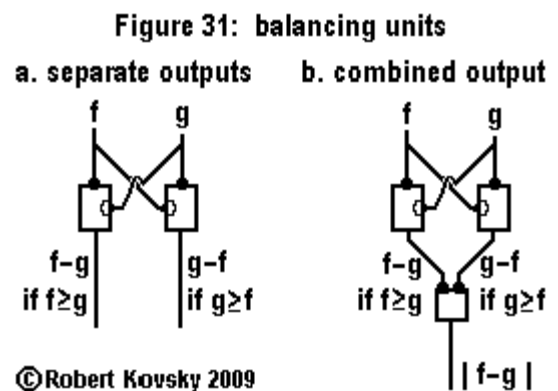 Figure 31: balancing units
a. separate outputs
b. combined output
f
g
f-g
if f≥g
g-f
if g≥f
f
g
f-g
if f≥g
g-f
if g≥f
| f-g |
©Robert Kovsky 2009